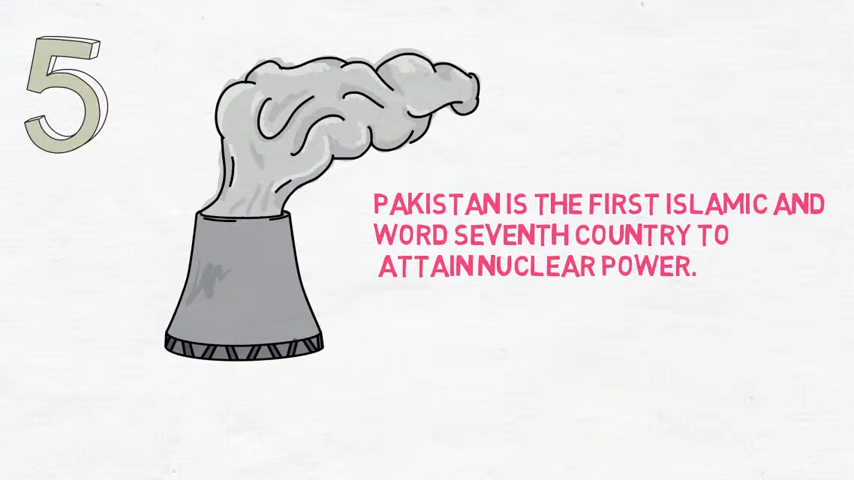 5
PAKISTAN IS THE FIRST ISLAMIC AND
WORD SEVENTH COUNTRY TO
ATTAIN NUCLEAR POWER.